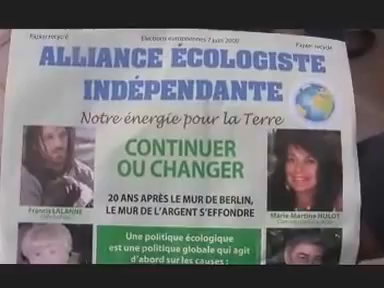 Papier recyclé
Elections européennes 7 juin 2009
Papier recyclé
ALLIANCE ÉCOLOGISTE
INDÉPENDANTE
Notre énergie pour la Terre
CONTINUER
OU CHANGER
20 ANS APRÈS LE MUR DE BERLIN,
LE MUR DE L'ARGENT S'EFFONDRE
Francis LALANNE
Marie-Martine HULOT
Une politique écologique
est une politique globale qui agit
d'abord sur les causes :